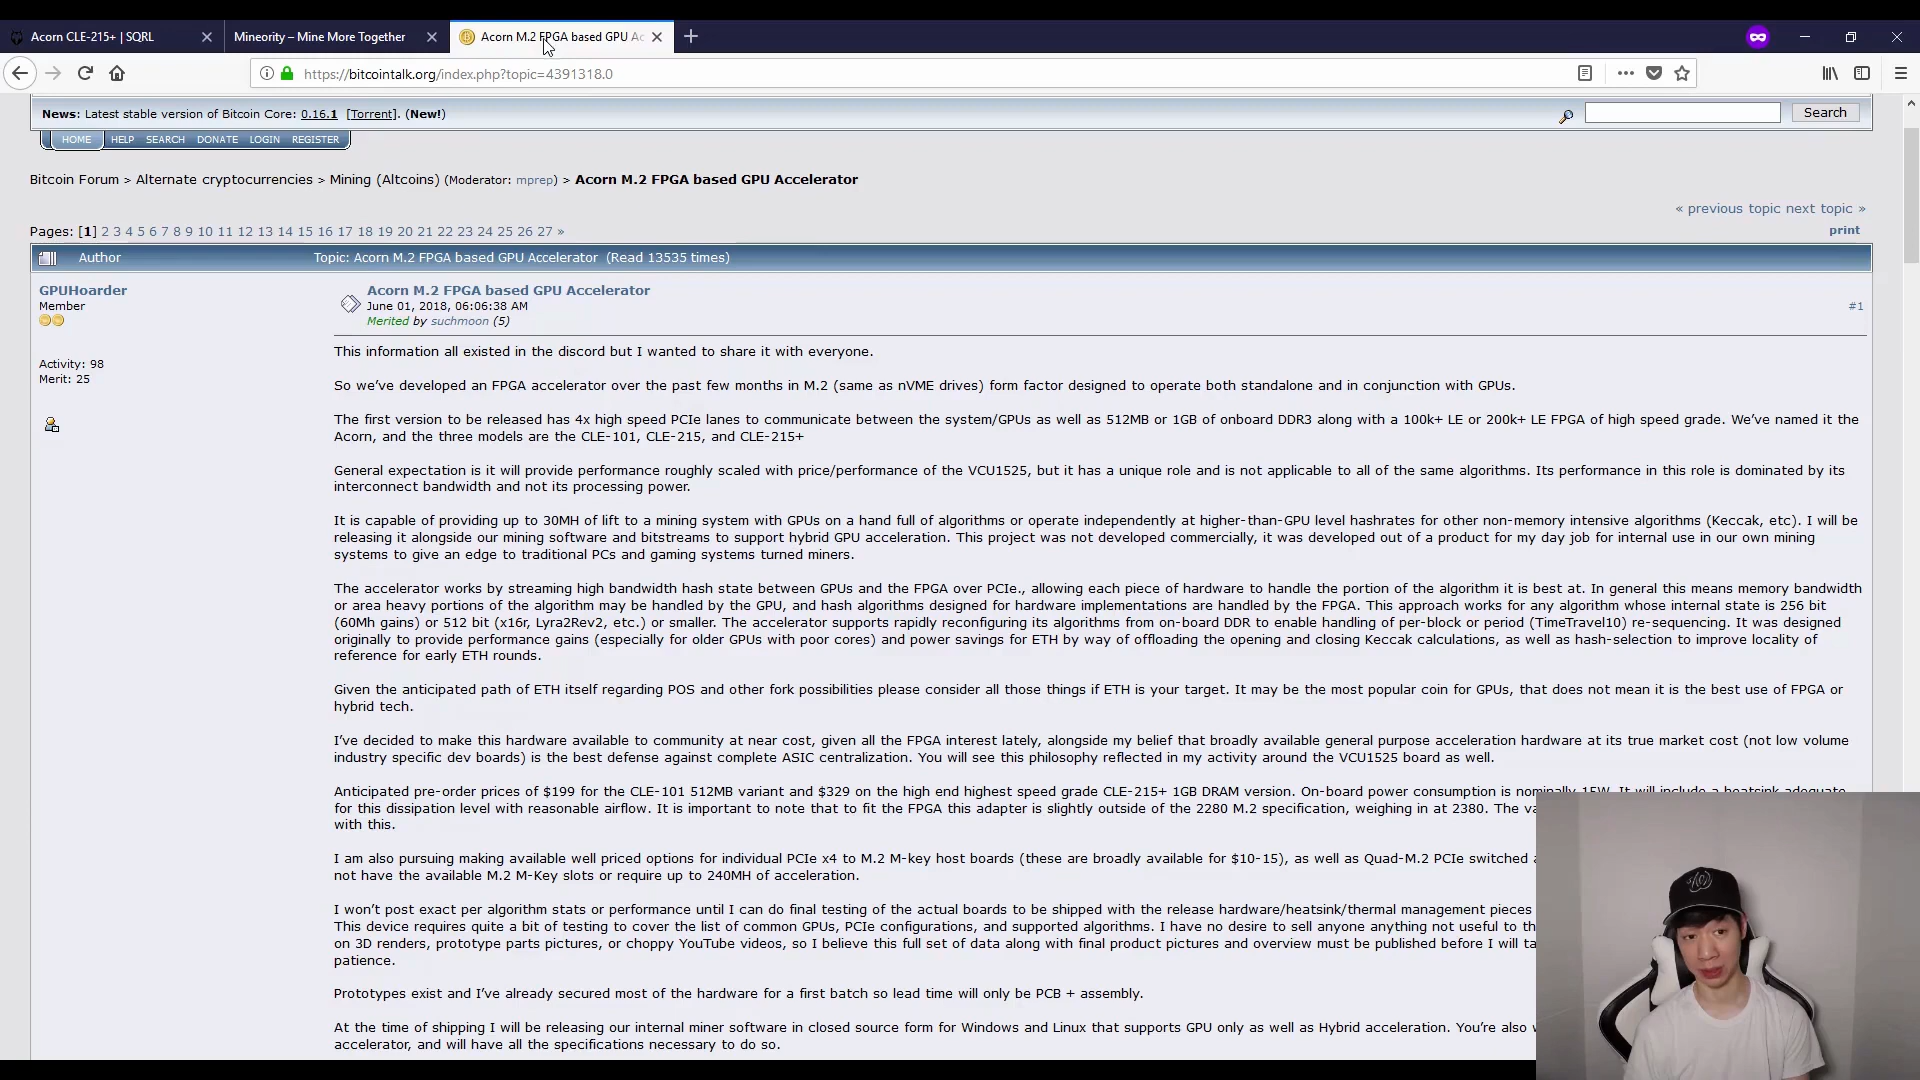 Acorn CLE-215+ | SQRL
Mineority – Mine More Together
Acorn M.2 FPGA based GPU Ac
https://bitcointalk.org/index.php?topic=4391318.0
News: Latest stable version of Bitcoin Core: 0.16.1 [Torrent]. (New!)
Search
HOME HELP SEARCH DONATE LOGIN REGISTER
Bitcoin Forum > Alternate cryptocurrencies > Mining (Altcoins) (Moderator: mprep) > Acorn M.2 FPGA based GPU Accelerator
« previous topic next topic »
Pages: [1] 2 3 4 5 6 7 8 9 10 11 12 13 14 15 16 17 18 19 20 21 22 23 24 25 26 27 »
print
Author
Topic: Acorn M.2 FPGA based GPU Accelerator (Read 13535 times)
GPUHoarder
Member
Activity: 98
Merit: 25
Acorn M.2 FPGA based GPU Accelerator
June 01, 2018, 06:06:38 AM
Merited by suchmoon (5)
#1
This information all existed in the discord but I wanted to share it with everyone.
So we've developed an FPGA accelerator over the past few months in M.2 (same as nVME drives) form factor designed to operate both standalone and in conjunction with GPUs.
The first version to be released has 4x high speed PCIe lanes to communicate between the system/GPUs as well as 512MB or 1GB of onboard DDR3 along with a 100k+ LE or 200k+ LE FPGA of high speed grade. We've named it the
Acorn, and the three models are the CLE-101, CLE-215, and CLE-215+
General expectation is it will provide performance roughly scaled with price/performance of the VCU1525, but it has a unique role and is not applicable to all of the same algorithms. Its performance in this role is dominated by its
interconnect bandwidth and not its processing power.
It is capable of providing up to 30MH of lift to a mining system with GPUs on a hand full of algorithms or operate independently at higher-than-GPU level hashrates for other non-memory intensive algorithms (Keccak, etc). I will be
releasing it alongside our mining software and bitstreams to support hybrid GPU acceleration. This project was not developed commercially, it was developed out of a product for my day job for internal use in our own mining
systems to give an edge to traditional PCs and gaming systems turned miners.
The accelerator works by streaming high bandwidth hash state between GPUs and the FPGA over PCIe., allowing each piece of hardware to handle the portion of the algorithm it is best at. In general this means memory bandwidth
or area heavy portions of the algorithm may be handled by the GPU, and hash algorithms designed for hardware implementations are handled by the FPGA. This approach works for any algorithm whose internal state is 256 bit
(60Mh gains) or 512 bit (x16r, Lyra2Rev2, etc.) or smaller. The accelerator supports rapidly reconfiguring its algorithms from on-board DDR to enable handling of per-block or period (TimeTravel10) re-sequencing. It was designed
originally to provide performance gains (especially for older GPUs with poor cores) and power savings for ETH by way of offloading the opening and closing Keccak calculations, as well as hash-selection to improve locality of
reference for early ETH rounds.
Given the anticipated path of ETH itself regarding POS and other fork possibilities please consider all those things if ETH is your target. It may be the most popular coin for GPUs, that does not mean it is the best use of FPGA or
hybrid tech.
I've decided to make this hardware available to community at near cost, given all the FPGA interest lately, alongside my belief that broadly available general purpose acceleration hardware at its true market cost (not low volume
industry specific dev boards) is the best defense against complete ASIC centralization. You will see this philosophy reflected in my activity around the VCU1525 board as well.
Anticipated pre-order prices of $199 for the CLE-101 512MB variant and $329 on the high end highest speed grade CLE-215+ 1GB DRAM version. On-board power consumption is nominally 15W. It will include a heatsink adequate
for this dissipation level with reasonable airflow. It is important to note that to fit the FPGA this adapter is slightly outside of the 2280 M.2 specification, weighing in at 2380. The
with this.
I am also pursuing making available well priced options for individual PCIe x4 to M.2 M-key host boards (these are broadly available for $10-15), as well as Quad-M.2 PCIe switched
not have the available M.2 M-Key slots or require up to 240MH of acceleration.
I won't post exact per algorithm stats or performance until I can do final testing of the actual boards to be shipped with the release hardware/heatsink/thermal management pieces
This device requires quite a bit of testing to cover the list of common GPUs, PCIe configurations, and supported algorithms. I have no desire to sell anyone anything not useful to
on 3D renders, prototype parts pictures, or choppy YouTube videos, so I believe this full set of data along with final product pictures and overview must be published before I will
patience.
Prototypes exist and I've already secured most of the hardware for a first batch so lead time will only be PCB + assembly.
At the time of shipping I will be releasing our internal miner software in closed source form for Windows and Linux that supports GPU only as well as Hybrid acceleration. You're also
accelerator, and will have all the specifications necessary to do so.